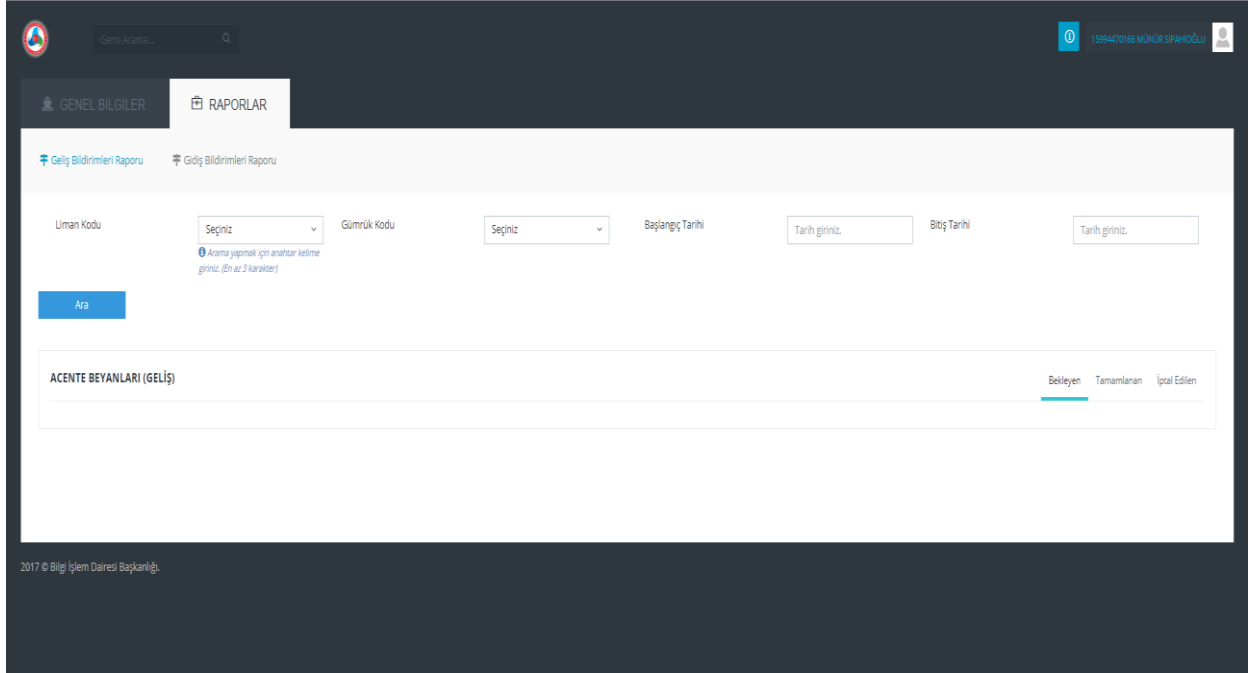 Gemi Arama...
15994470166 MÜNÜR SİPAHİOĞLU
GENEL BİLGİLER
RAPORLAR
Geliş Bildirimleri Raporu
Gidiş Bildirimleri Raporu
Liman Kodu
Seçiniz
Arama yapmak için anahtar kelime
giriniz. (En az 3 karakter)
Gümrük Kodu
Seçiniz
Başlangıç Tarihi
Tarih giriniz.
Bitiş Tarihi
Tarih giriniz.
Ara
ACENTE BEYANLARI (GELİŞ)
Bekleyen
Tamamlanan
İptal Edilen
2017 © Bilgi İşlem Dairesi Başkanlığı.